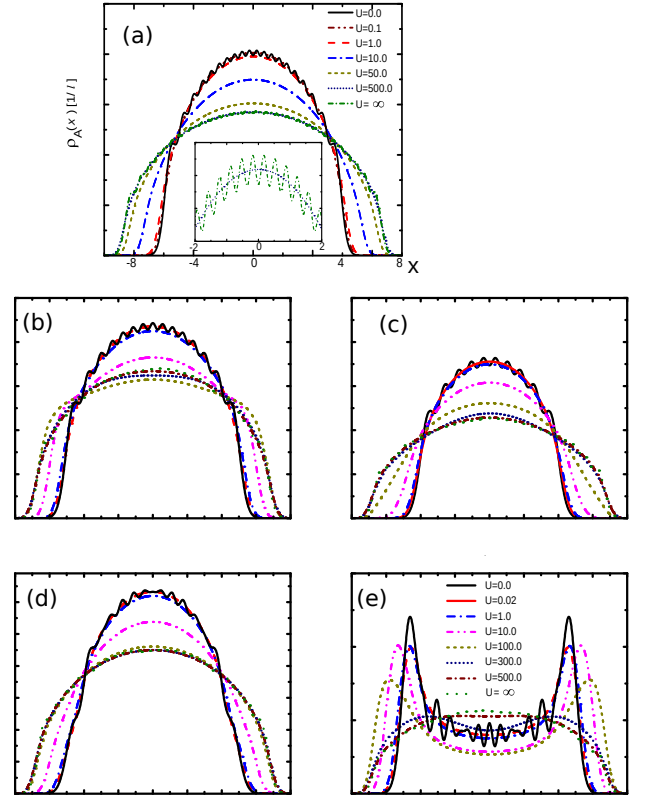 (a)
U=0.0
U=0.1
U=1.0
U=10.0
U=50.0
U=500.0
U= ∞
ρA(x) [1/l]
-2 0 2
-8 -4 0 4 8 X
(b)
(c)
(d)
(e)
U=0.0
U=0.02
U=1.0
U=10.0
U=100.0
U=300.0
U=500.0
U= ∞